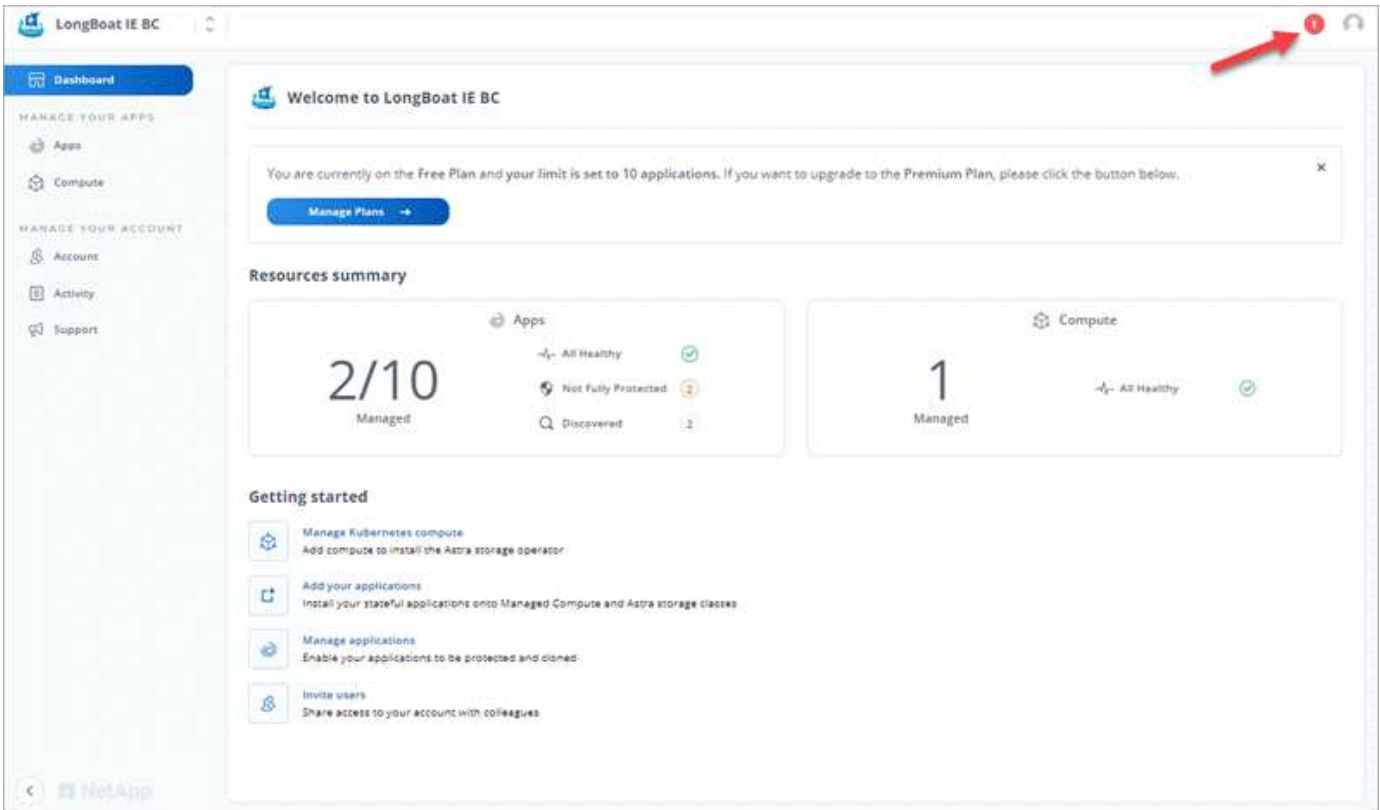 LongBoat IE BC
1
Dashboard
MANAGE YOUR APPS
Apps
Compute
MANAGE YOUR ACCOUNT
Account
Activity
Support
NetApp
Welcome to LongBoat IE BC
You are currently on the Free Plan and your limit is set to 10 applications. If you want to upgrade to the Premium Plan, please click the button below.
Manage Plans
Resources summary
Apps
2/10
Managed
All Healthy
Not Fully Protected 2
Discovered 2
Compute
1
Managed
All Healthy
Getting started
Manage Kubernetes compute
Add compute to install the Astra storage operator
Add your applications
Install your stateful applications onto Managed Compute and Astra storage classes
Manage applications
Enable your applications to be protected and cloned
Invite users
Share access to your account with colleagues